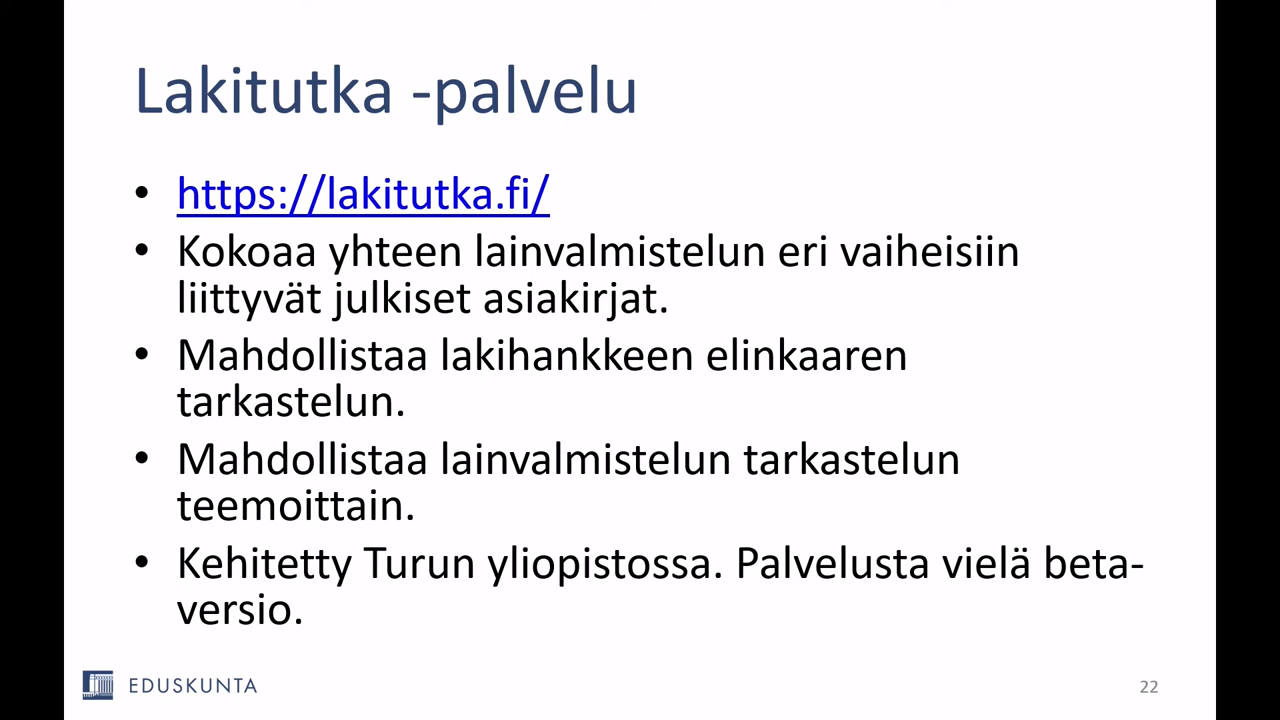 Lakitutka -palvelu
• https://lakitutka.fi/
• Kokoaa yhteen lainvalmistelun eri vaiheisiin
liittyvät julkiset asiakirjat.
• Mahdollistaa lakihankkeen elinkaaren
tarkastelun.
• Mahdollistaa lainvalmistelun tarkastelun
teemoittain.
• Kehitetty Turun yliopistossa. Palvelusta vielä beta-
versio.
EDUSKUNTA
22